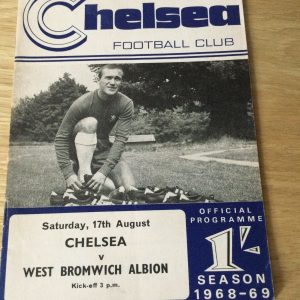 Chelsea
FOOTBALL CLUB
Saturday, 17th August
CHELSEA
v
WEST BROMWICH ALBION
Kick-off 3 p.m.
OFFICIAL
PROGRAMME
1/-
SEASON
1968-69